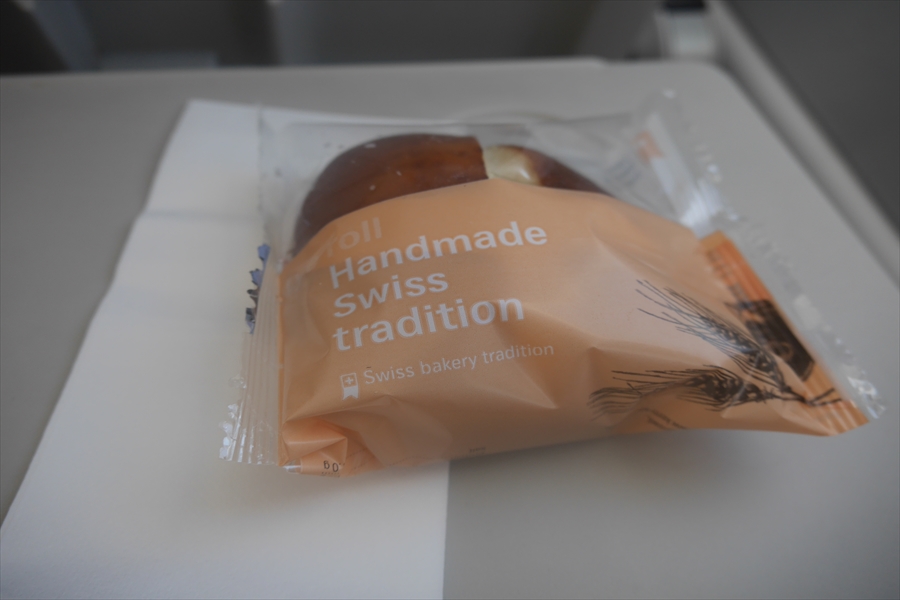 roll
Handmade
Swiss
tradition
Swiss bakery tradition